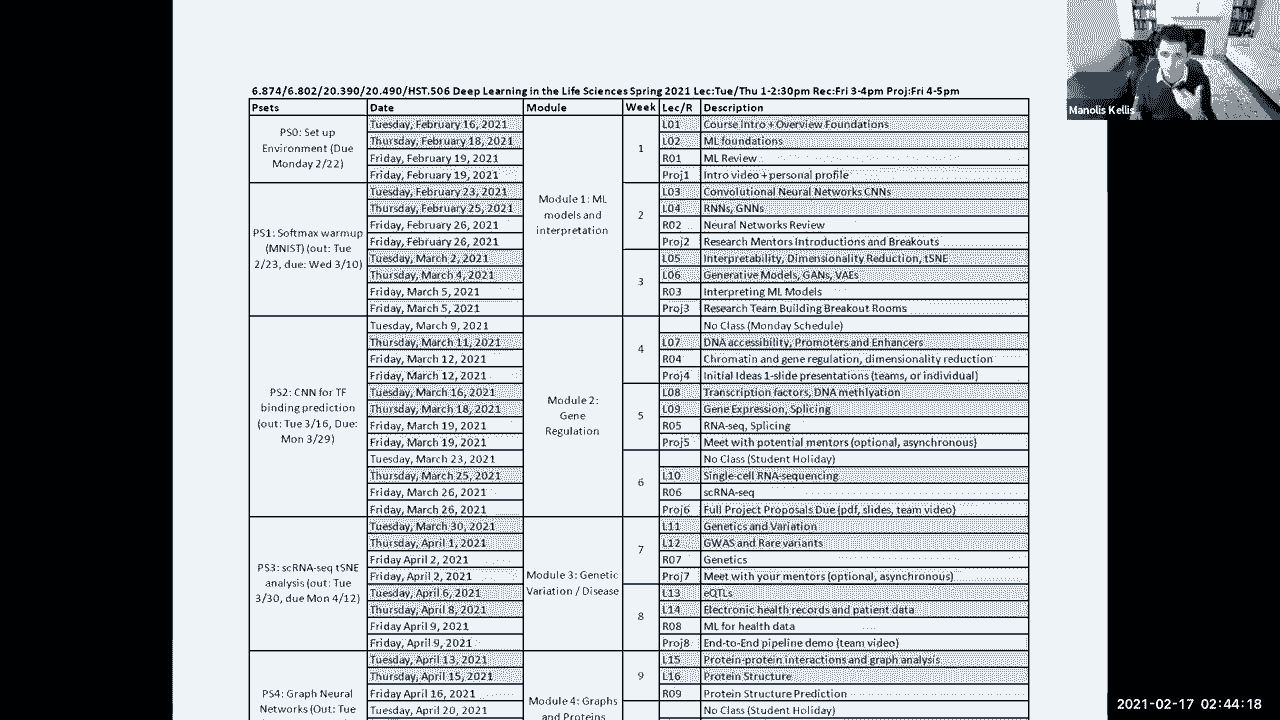 6.874/6.802/20.390/20.490/HST.506 Deep Learning in the Life Sciences Spring 2021 Lec:Tue/Thu 1-2:30pm Rec:Fri 3-4pm Proj:Fri 4-5pm
Psets Date Module Week Lec/R Description
PS0: Set up
Environment (Due
Monday 2/22)
Tuesday, February 16, 2021 L01 Course Intro + Overview Foundations
Thursday, February 18, 2021 L02 ML foundations
Friday, February 19, 2021 R01 ML Review
Friday, February 19, 2021 Proj1 Intro video + personal profile
1
Module 1: ML
models and
interpretation
PS1: Softmax warmup
(MNIST) (out: Tue
2/23, due: Wed 3/10)
Tuesday, February 23, 2021 L03 Convolutional Neural Networks CNNs
Thursday, February 25, 2021 L04 RNNs, GNNs
Friday, February 26, 2021 R02 Neural Networks Review
Friday, February 26, 2021 Proj2 Research Mentors Introductions and Breakouts
2
Tuesday, March 2, 2021 L05 Interpretability, Dimensionality Reduction, tSNE
Thursday, March 4, 2021 L06 Generative Models, GANs, VAEs
Friday, March 5, 2021 R03 Interpreting ML Models
Friday, March 5, 2021 Proj3 Research Team Building Breakout Rooms
3
PS2: CNN for TF
binding prediction
(out: Tue 3/16, Due:
Mon 3/29)
Module 2:
Gene
Regulation
Tuesday, March 9, 2021 No Class (Monday Schedule)
Thursday, March 11, 2021 L07 DNA accessibility, Promoters and Enhancers
Friday, March 12, 2021 R04 Chromatin and gene regulation, dimensionality reduction
Friday, March 12, 2021 Proj4 Initial Ideas 1-slide presentations (teams, or individual)
4
Tuesday, March 16, 2021 L08 Transcription factors, DNA methlyation
Thursday, March 18, 2021 L09 Gene Expression, Splicing
Friday, March 19, 2021 R05 RNA-seq, Splicing
Friday, March 19, 2021 Proj5 Meet with potential mentors (optional, asynchronous)
5
Tuesday, March 23, 2021 No Class (Student Holiday)
Thursday, March 25, 2021 L10 Single-cell RNA-sequencing
Friday, March 26, 2021 R06 scRNA-seq
Friday, March 26, 2021 Proj6 Full Project Proposals Due (pdf, slides, team video)
6
PS3: scRNA-seq tSNE
analysis (out: Tue
3/30, due Mon 4/12)
Module 3: Genetic
Variation / Disease
Tuesday, March 30, 2021 L11 Genetics and Variation
Thursday, April 1, 2021 L12 GWAS and Rare variants
Friday April 2, 2021 R07 Genetics
Friday, April 2, 2021 Proj7 Meet with your mentors (optional, asynchronous)
7
Tuesday, April 6, 2021 L13 eQTLs
Thursday, April 8, 2021 L14 Electronic health records and patient data
Friday April 9, 2021 R08 ML for health data
Friday, April 9, 2021 Proj8 End-to-End pipeline demo (team video)
8
PS4: Graph Neural
Networks (Out: Tue
Module 4: Graphs
and Proteins
Tuesday, April 13, 2021 L15 Protein-protein interactions and graph analysis
Thursday, April 15, 2021 L16 Protein Structure
Friday April 16, 2021 R09 Protein Structure Prediction
9
Tuesday, April 20, 2021 No Class (Student Holiday)
Manolis Kellis
2021-02-17 02:44:18